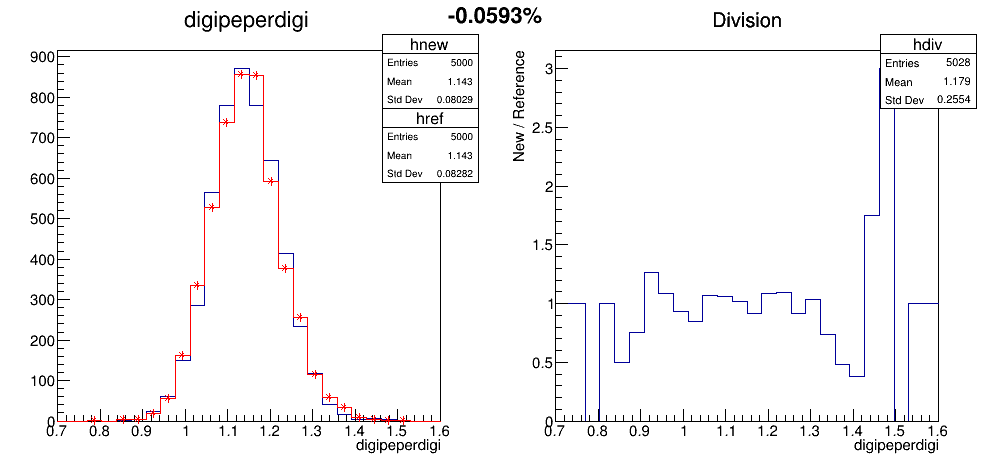 -0.0593%
digipeperdigi
hnew
Entries 5000
Mean 1.143
Std Dev 0.08029
href
Entries 5000
Mean 1.143
Std Dev 0.08282
900
800
700
600
500
400
300
200
100
0
0.7 0.8 0.9 1 1.1 1.2 1.3 1.4 1.5 1.6
digipeperdigi
Division
hdiv
Entries 5028
Mean 1.179
Std Dev 0.2554
New / Reference
3
2.5
2
1.5
1
0.5
0
0.7 0.8 0.9 1 1.1 1.2 1.3 1.4 1.5 1.6
digipeperdigi